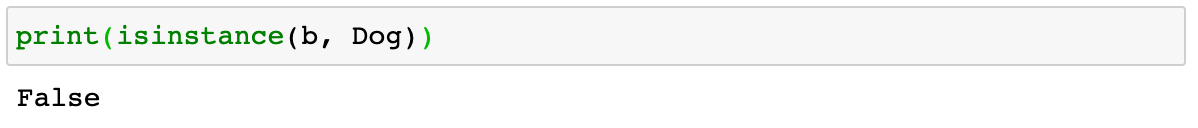 print(isinstance(b, Dog))
False